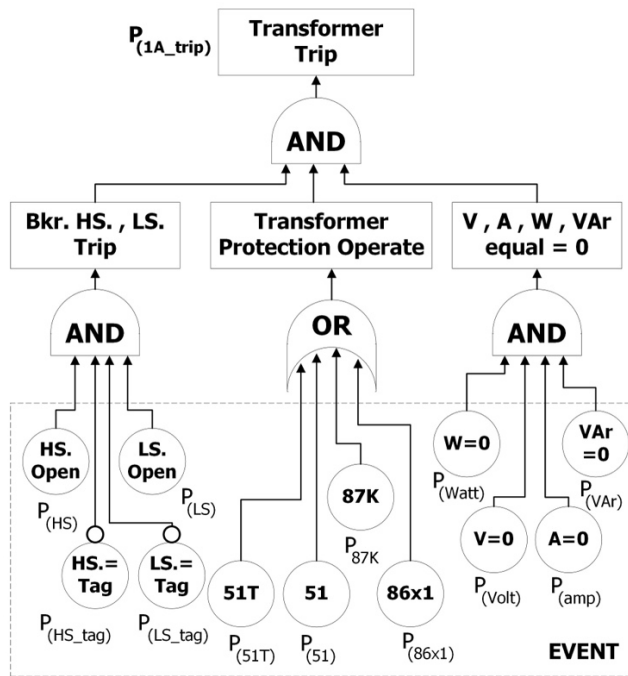 Transformer
Trip
P(1A_trip)
AND
Bkr. HS. , LS.
Trip
Transformer
Protection Operate
V , A , W , VAr
equal = 0
AND
OR
AND
HS.
Open
LS.
Open
P(HS)
P(LS)
HS.=
Tag
LS.=
Tag
P(HS_tag)
P(LS_tag)
51T
P(51T)
51
P(51)
87K
P87K
86x1
P(86x1)
W=0
P(Watt)
VAr
=0
P(VAr)
V=0
P(Volt)
A=0
P(amp)
EVENT